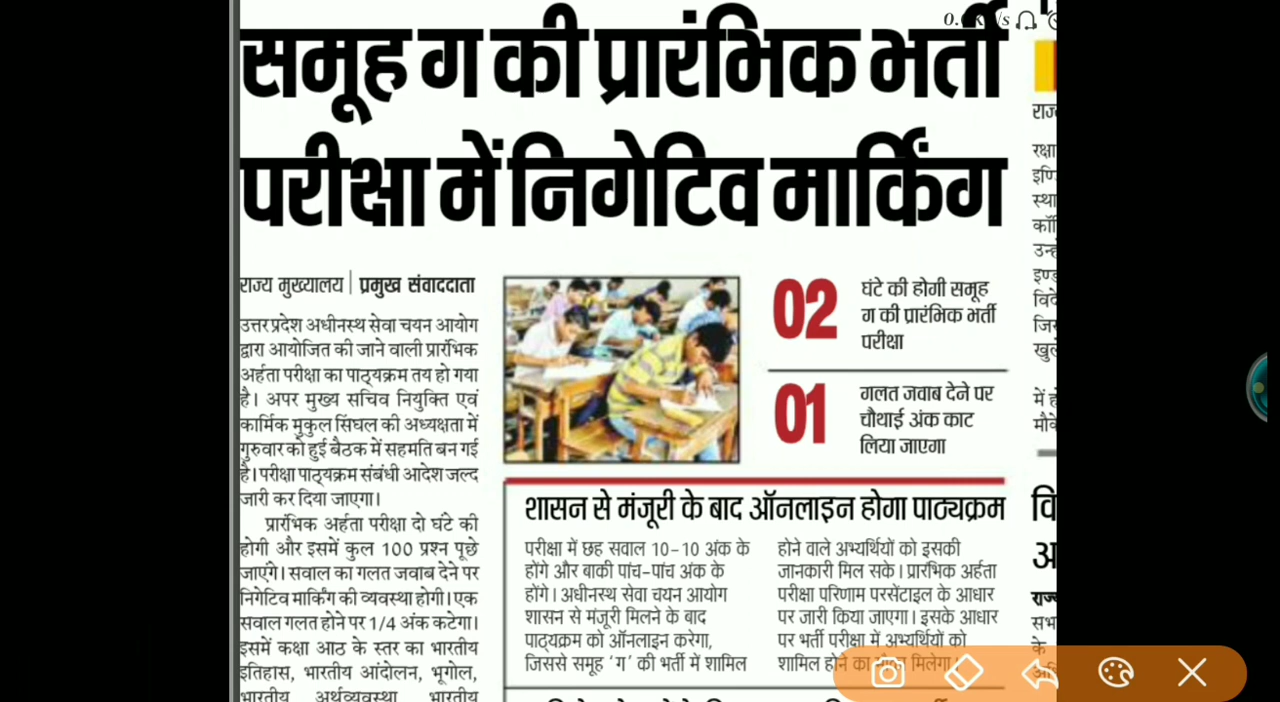 समूह ग की प्रारंभिक भर्ती
परीक्षा में निगेटिव मार्किंग
राज्य मुख्यालय | प्रमुख संवाददाता
उत्तर प्रदेश अधीनस्थ सेवा चयन आयोग
द्वारा आयोजित की जाने वाली प्रारंभिक
अर्हता परीक्षा का पाठ्यक्रम तय हो गया
है। अपर मुख्य सचिव नियुक्ति एवं
कार्मिक मुकुल सिंघल की अध्यक्षता में
गुरुवार को हुई बैठक में सहमति बन गई
है। परीक्षा पाठ्यक्रम संबंधी आदेश जल्द
जारी कर दिया जाएगा।
प्रारंभिक अर्हता परीक्षा दो घंटे की
होगी और इसमें कुल 100 प्रश्न पूछे
जाएंगे। सवाल का गलत जवाब देने पर
निगेटिव मार्किंग की व्यवस्था होगी। एक
सवाल गलत होने पर 1/4 अंक कटेगा।
इसमें कक्षा आठ के स्तर का भारतीय
इतिहास, भारतीय आंदोलन, भूगोल,
भारतीय अर्थव्यवस्था, भारतीय
02
घंटे की होगी समूह
ग की प्रारंभिक भर्ती
परीक्षा
01
गलत जवाब देने पर
चौथाई अंक काट
लिया जाएगा
शासन से मंजूरी के बाद ऑनलाइन होगा पाठ्यक्रम
परीक्षा में छह सवाल 10-10 अंक के
होंगे और बाकी पांच-पांच अंक के
होंगे। अधीनस्थ सेवा चयन आयोग
शासन से मंजूरी मिलने के बाद
पाठ्यक्रम को ऑनलाइन करेगा,
जिससे समूह 'ग' की भर्ती में शामिल
होने वाले अभ्यर्थियों को इसकी
जानकारी मिल सके। प्रारंभिक अर्हता
परीक्षा परिणाम परसेंटाइल के आधार
पर जारी किया जाएगा। इसके आधार
पर भर्ती परीक्षा में अभ्यर्थियों को
शामिल होने का मौका मिलेगा।